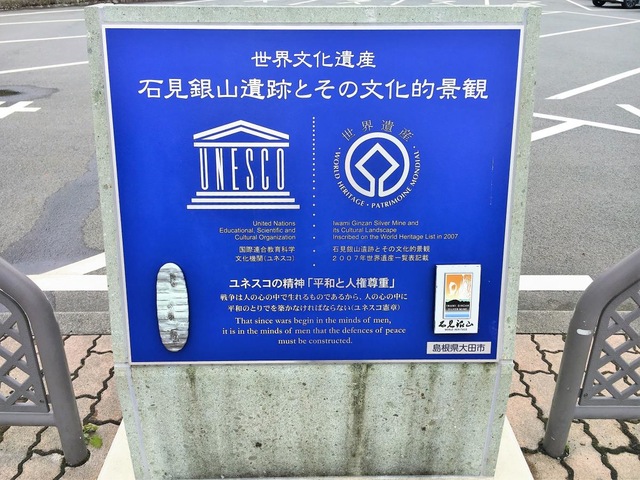 世界文化遺産
石見銀山遺跡とその文化的景観
UNESCO
世界遺産
WORLD HERITAGE • PATRIMOINE MONDIAL
United Nations
Educational, Scientific and
Cultural Organization
国際連合教育科学
文化機関(ユネスコ)
Iwami Ginzan Silver Mine and
its Cultural Landscape
Inscribed on the World Heritage List in 2007
石見銀山遺跡とその文化的景観
2007年世界遺産一覧表記載
ユネスコの精神「平和と人権尊重」
戦争は人の心の中で生れるものであるから、人の心の中に
平和のとりでを築かなければならない(ユネスコ憲章)
That since wars begin in the minds of men,
it is in the minds of men that the defences of peace
must be constructed.
石見銀山
島根県大田市